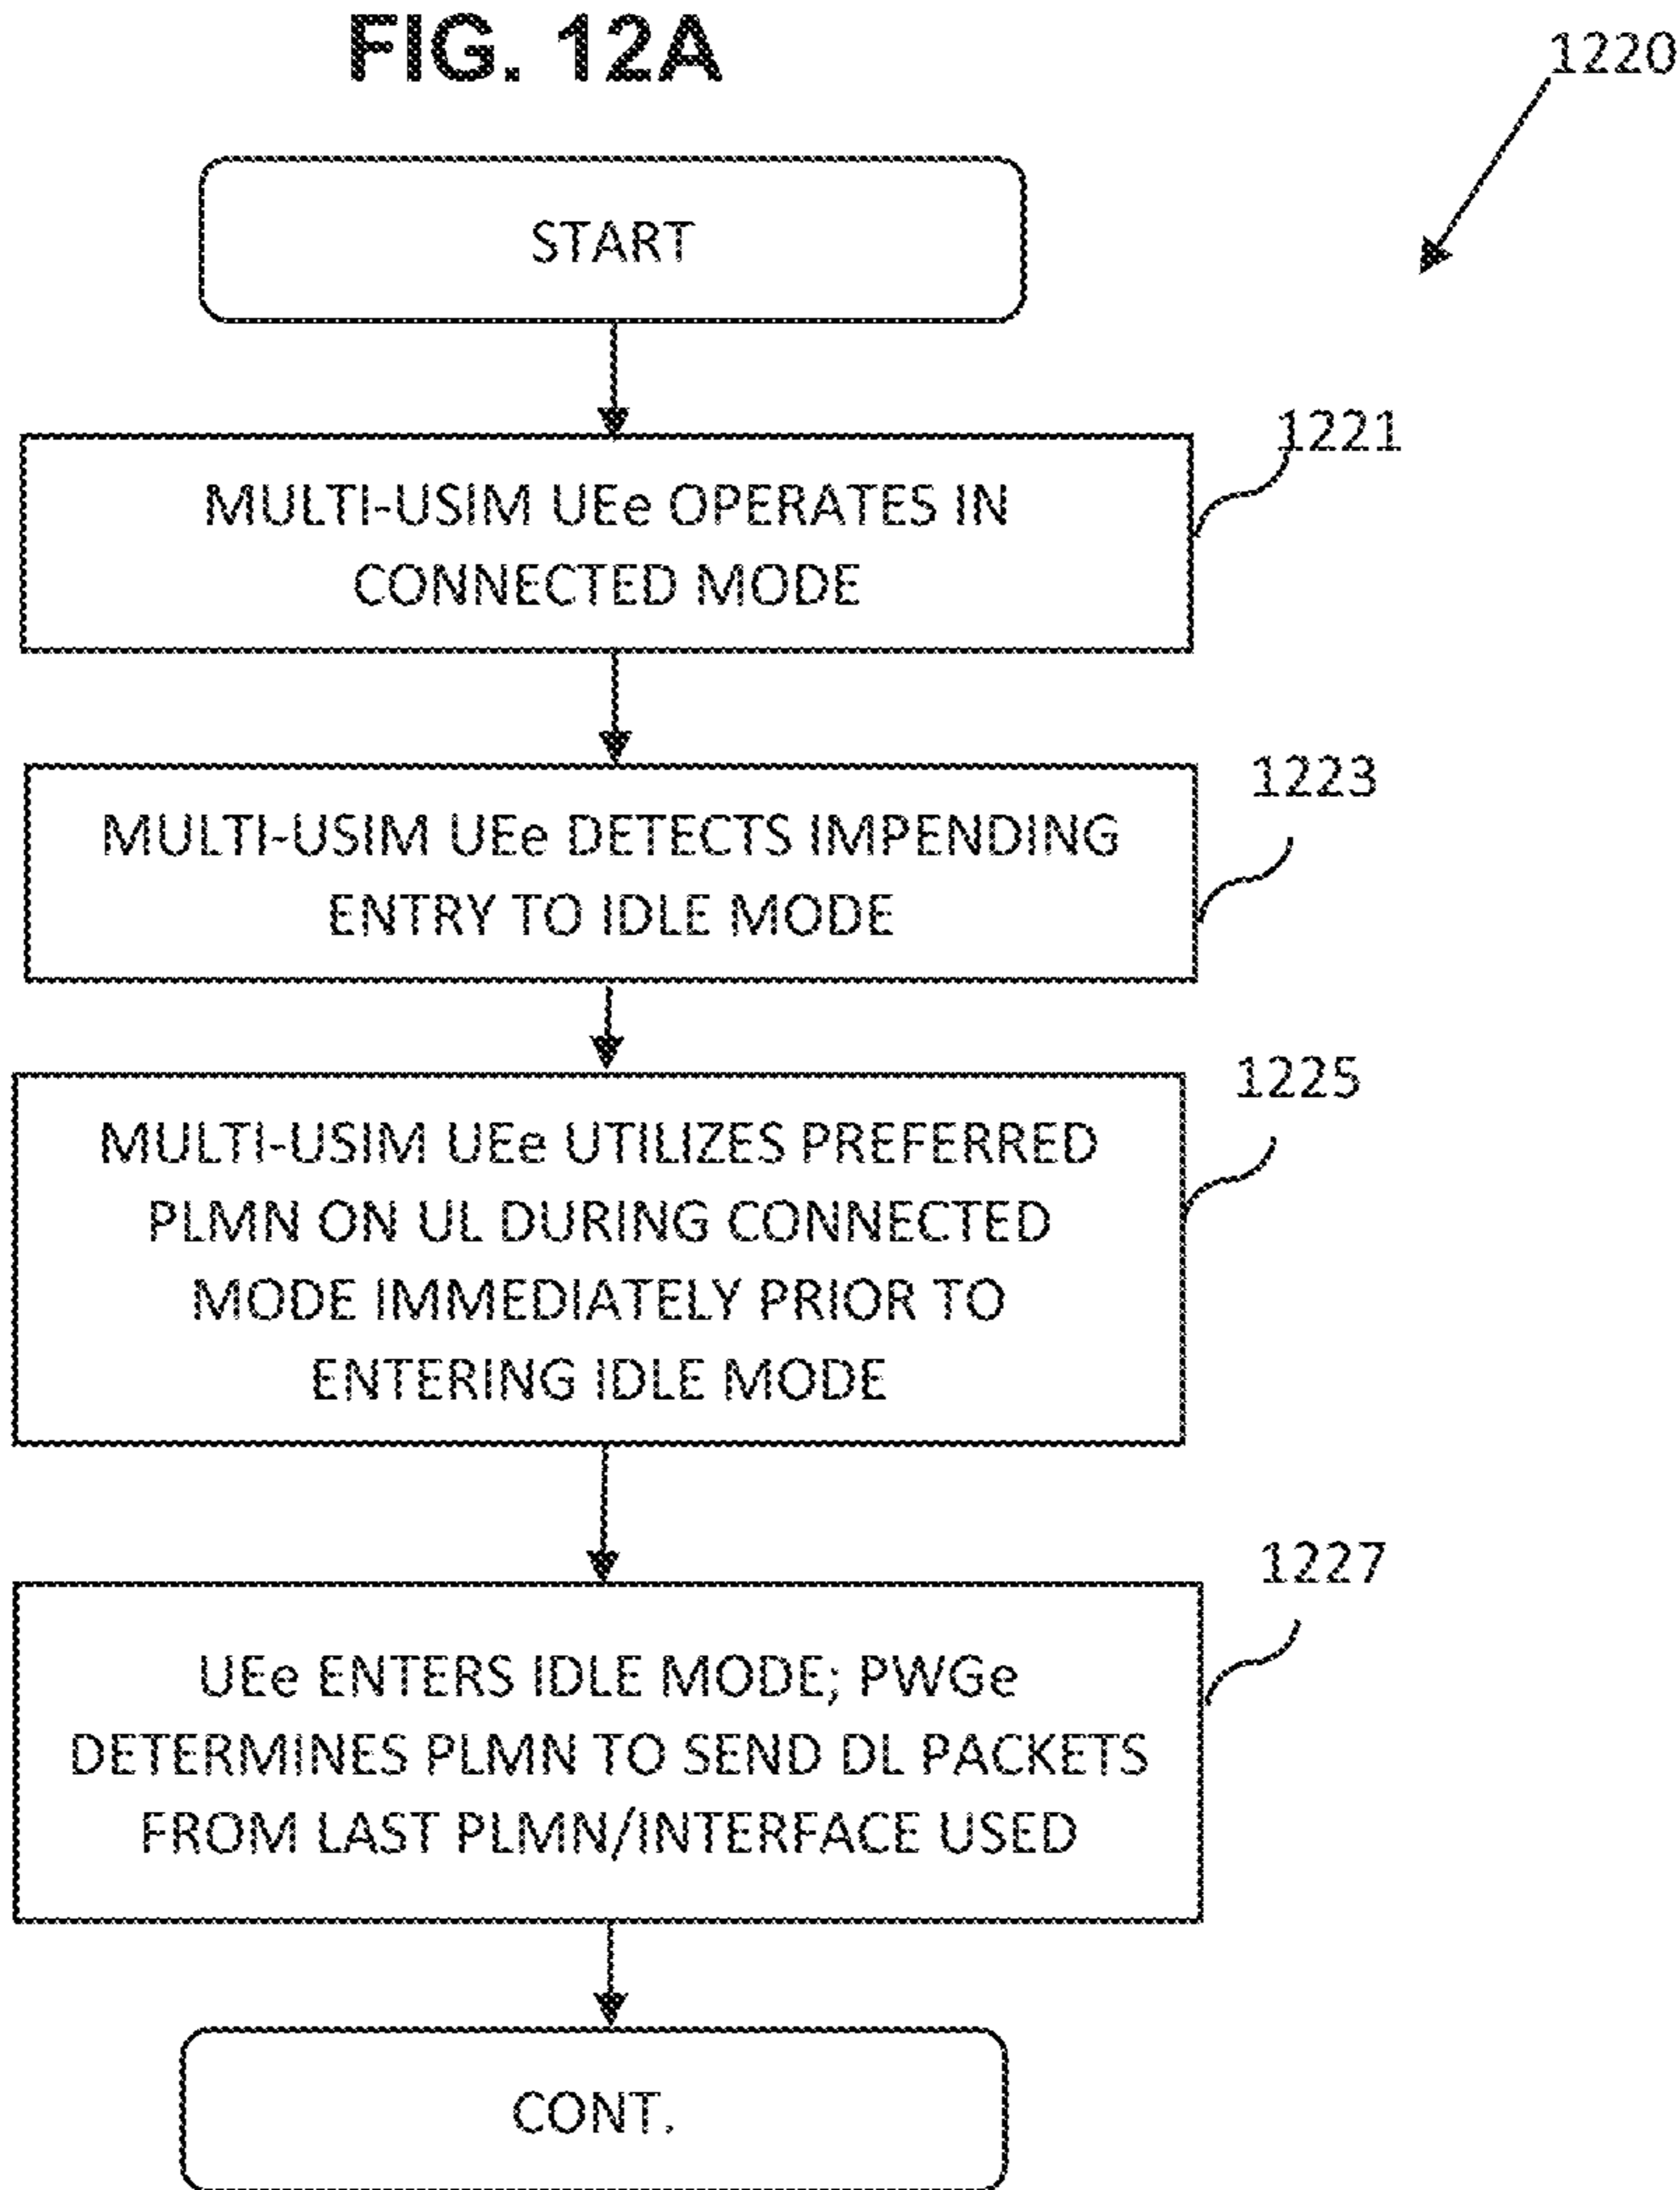 FIG. 12A
1220
START
1221
MULTI-USIM UEe OPERATES IN
CONNECTED MODE
1223
MULTI-USIM UEe DETECTS IMPENDING
ENTRY TO IDLE MODE
1225
MULTI-USIM UEe UTILIZES PREFERRED
PLMN ON UL DURING CONNECTED
MODE IMMEDIATELY PRIOR TO
ENTERING IDLE MODE
1227
UEe ENTERS IDLE MODE; PWGe
DETERMINES PLMN TO SEND DL PACKETS
FROM LAST PLMN/INTERFACE USED
CONT.